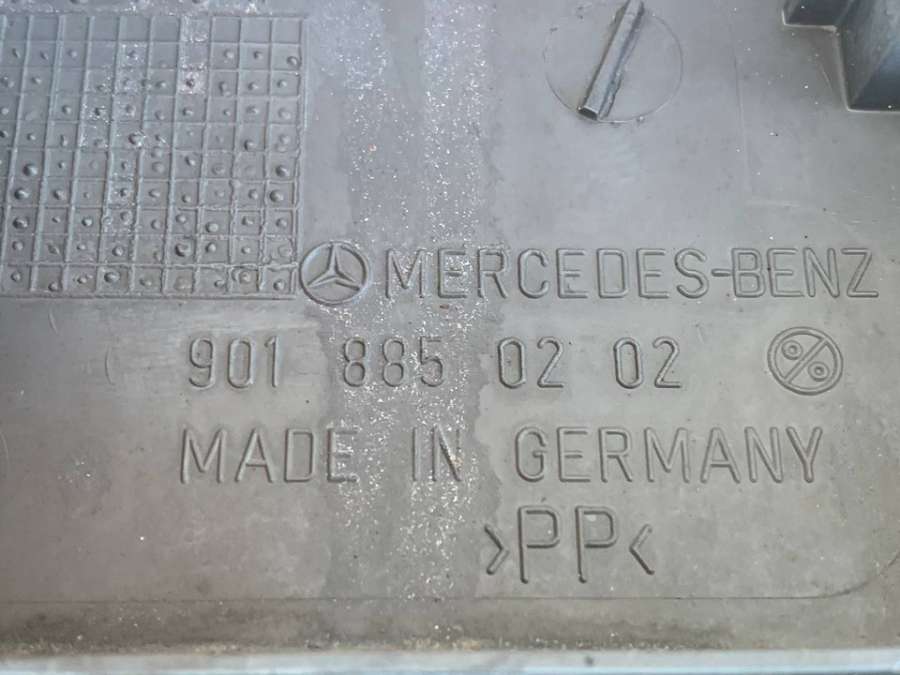 MERCEDES-BENZ
901 885 02 02
MADE IN GERMANY
>PP<